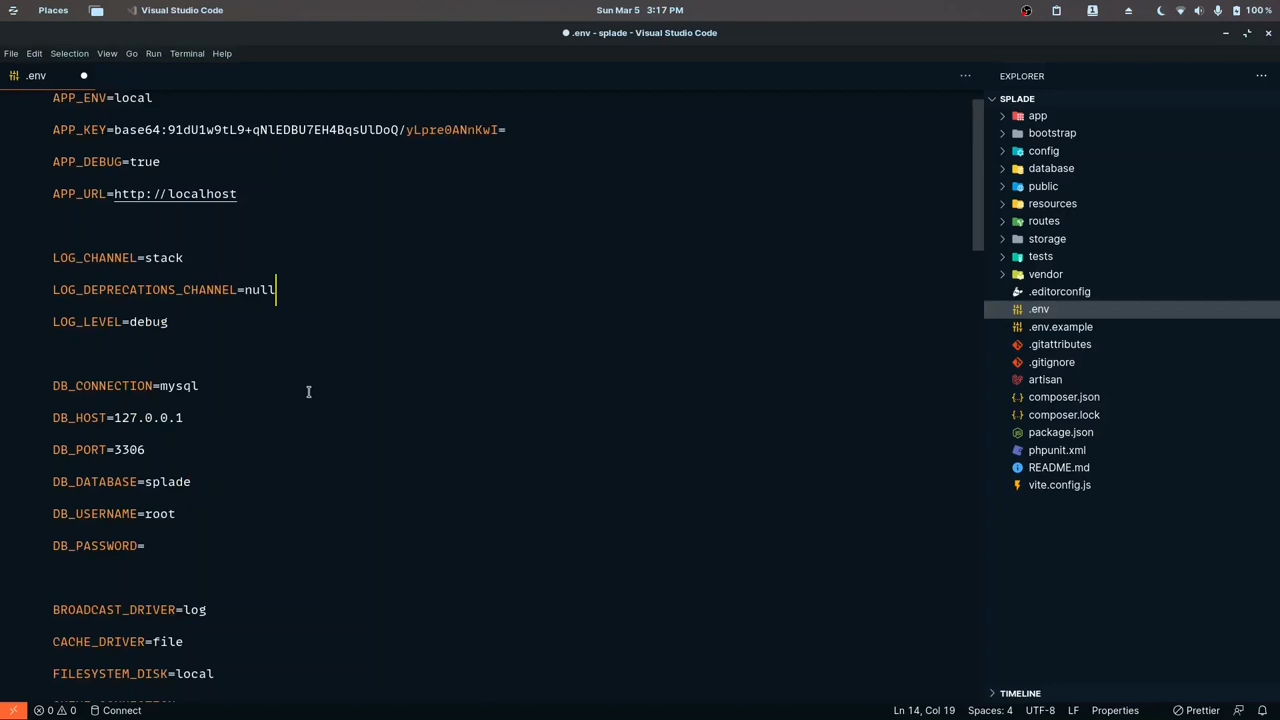 Places
Visual Studio Code
Sun Mar 5 3:17 PM
100 %
.env - splade - Visual Studio Code
File Edit Selection View Go Run Terminal Help
.env
EXPLORER
APP_ENV=local
APP_KEY=base64:91dU1w9tL9+qNlEDBU7EH4BqsUlDoQ/yLpre0ANnKwI=
APP_DEBUG=true
APP_URL=http://localhost
LOG_CHANNEL=stack
LOG_DEPRECATIONS_CHANNEL=null
LOG_LEVEL=debug
DB_CONNECTION=mysql
DB_HOST=127.0.0.1
DB_PORT=3306
DB_DATABASE=splade
DB_USERNAME=root
DB_PASSWORD=
BROADCAST_DRIVER=log
CACHE_DRIVER=file
FILESYSTEM_DISK=local
SPLADE
app
bootstrap
config
database
public
resources
routes
storage
tests
vendor
.editorconfig
.env
.env.example
.gitattributes
.gitignore
artisan
composer.json
composer.lock
package.json
phpunit.xml
README.md
vite.config.js
TIMELINE
0 0 Connect
Ln 14, Col 19 Spaces: 4 UTF-8 LF Properties Prettier